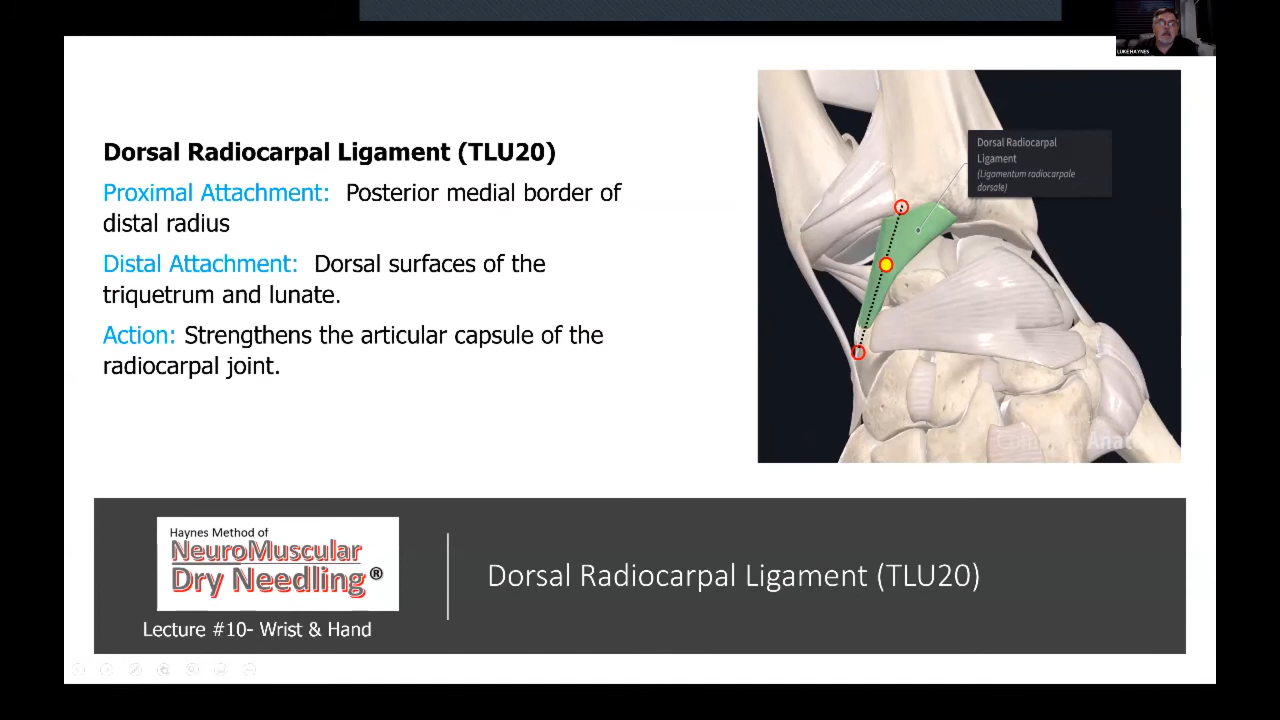 LUKE HAYNES
Dorsal Radiocarpal Ligament (TLU20)
Proximal Attachment: Posterior medial border of
distal radius
Distal Attachment: Dorsal surfaces of the
triquetrum and lunate.
Action: Strengthens the articular capsule of the
radiocarpal joint.
Dorsal Radiocarpal
Ligament
(Ligamentum radiocarpale
dorsale)
Haynes Method of
NeuroMuscular
Dry Needling®
Lecture #10- Wrist & Hand
Dorsal Radiocarpal Ligament (TLU20)